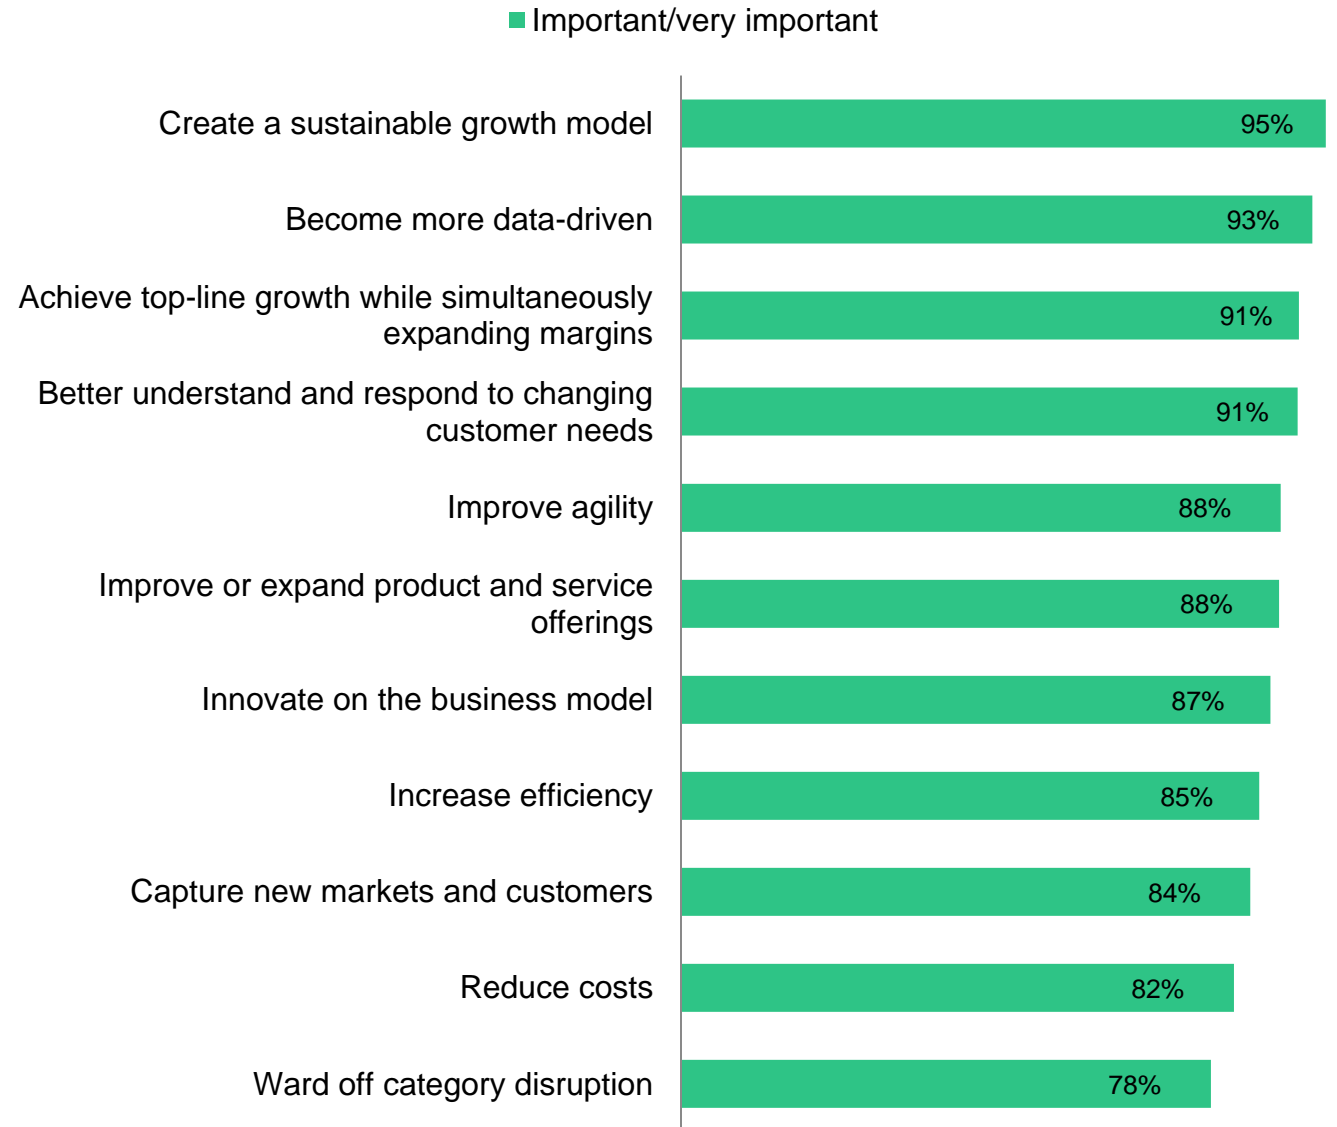 Important/very important
Create a sustainable growth model
95%
Become more data-driven
93%
Achieve top-line growth while simultaneously
expanding margins
91%
Better understand and respond to changing
customer needs
91%
Improve agility
88%
Improve or expand product and service
offerings
88%
Innovate on the business model
87%
Increase efficiency
85%
Capture new markets and customers
84%
Reduce costs
82%
Ward off category disruption
78%